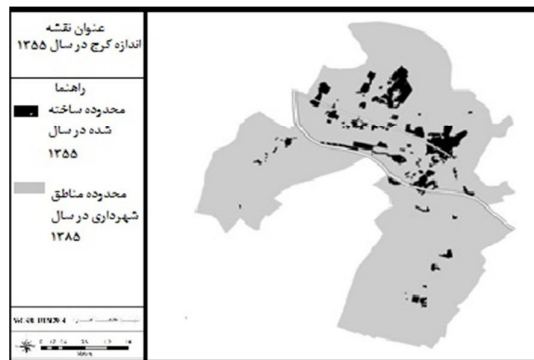 عنوان نقشه
اندازه کرج در سال ۱۳۵۵
راهنما
محدوده ساخته
شده در سال
۱۳۵۵
محدوده مناطق
شهرداری در سال
۱۳۸۵